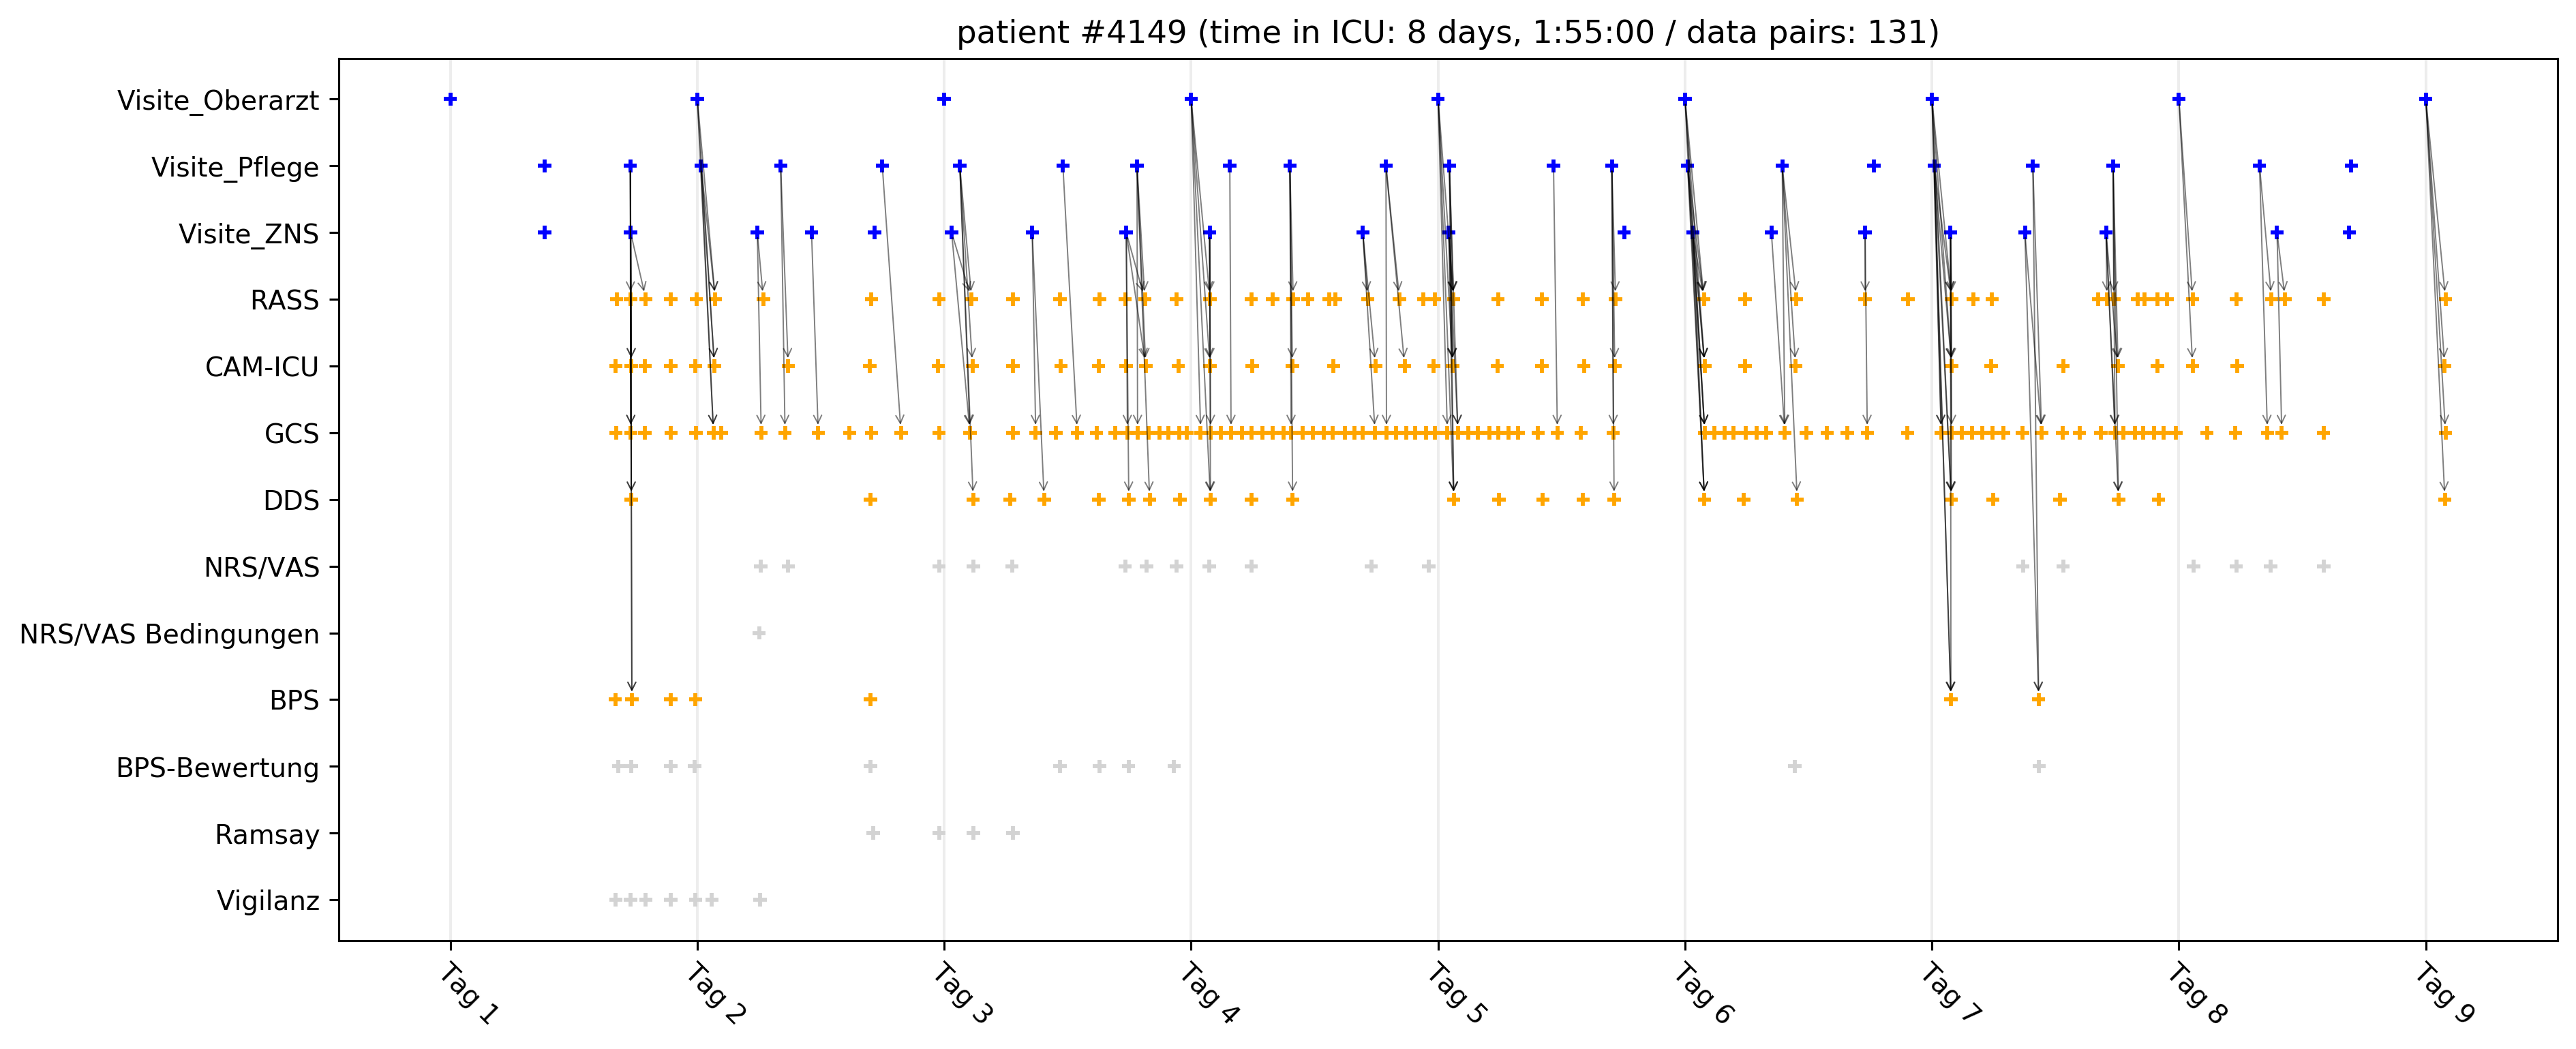 patient #4149 (time in ICU: 8 days, 1:55:00 / data pairs: 131)
Visite_Oberarzt
Visite_Pflege
Visite_ZNS
RASS
CAM-ICU
GCS
DDS
NRS/VAS
NRS/VAS Bedingungen
BPS
BPS-Bewertung
Ramsay
Vigilanz
Tag 1
Tag 2
Tag 3
Tag 4
Tag 5
Tag 6
Tag 7
Tag 8
Tag 9